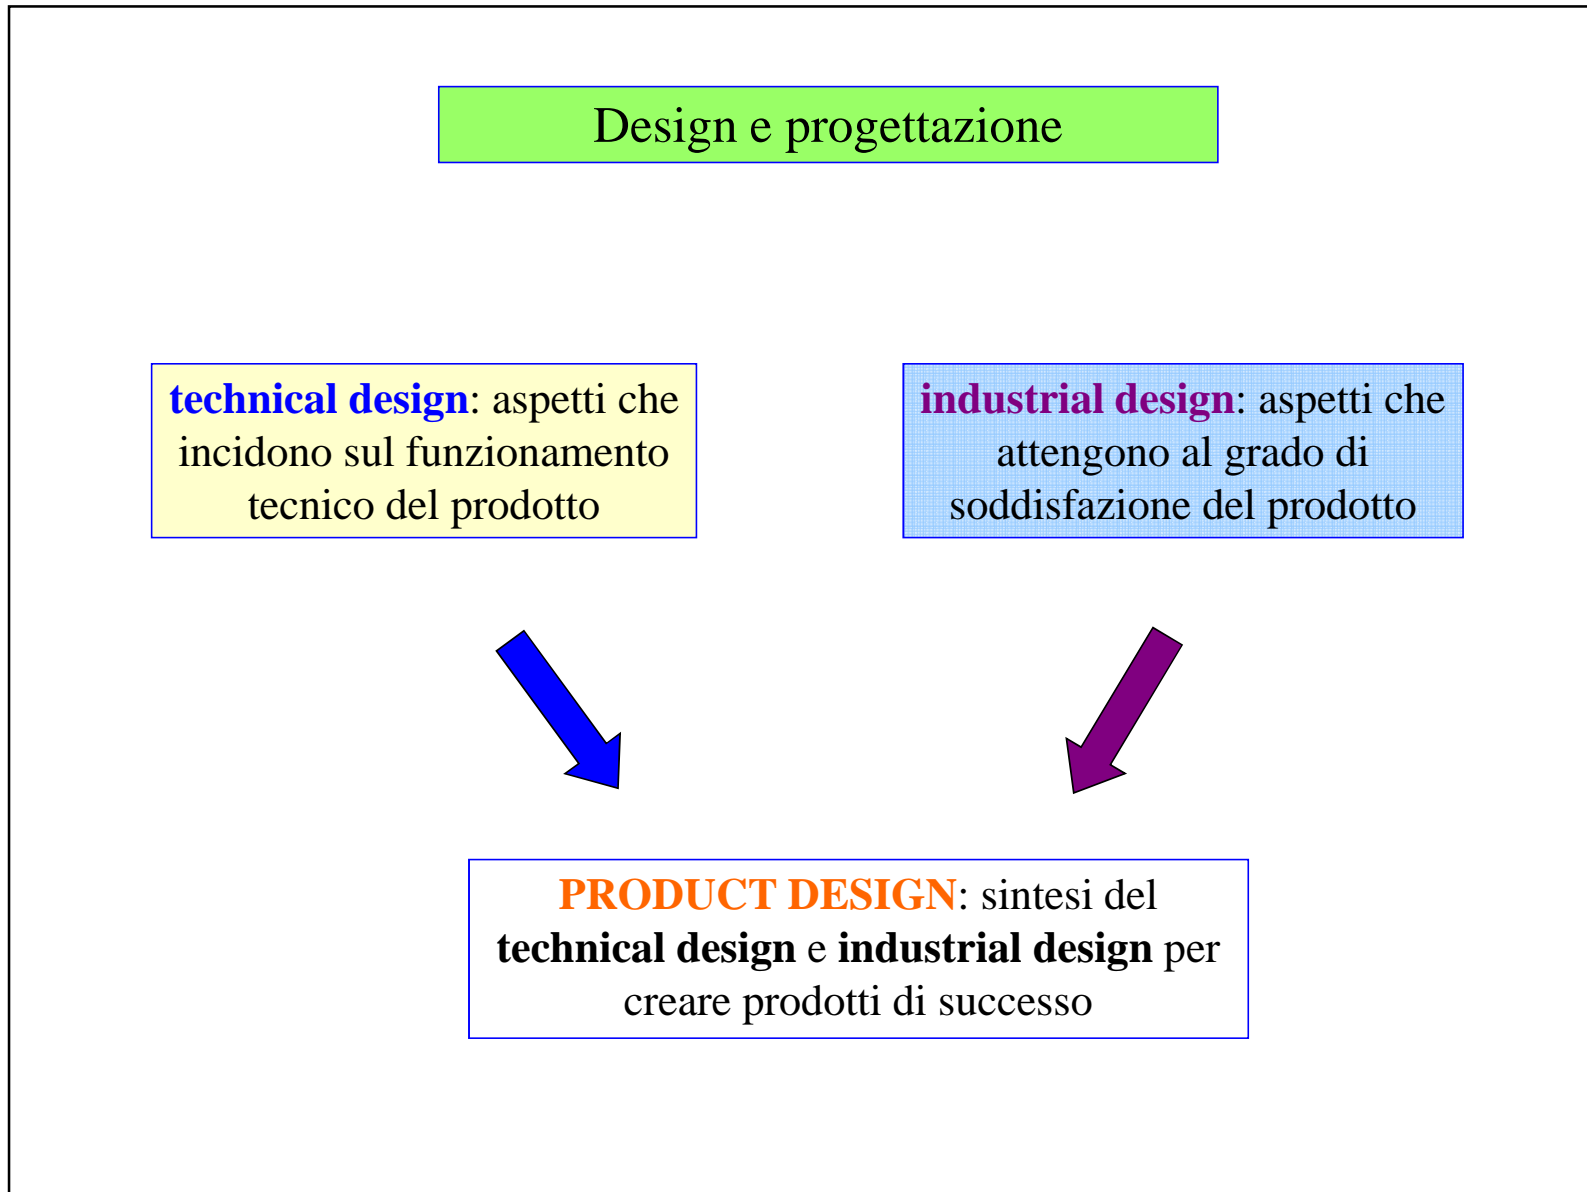 Design e progettazione
technical design: aspetti che
incidono sul funzionamento
tecnico del prodotto
industrial design: aspetti che
attengono al grado di
soddisfazione del prodotto
PRODUCT DESIGN: sintesi del
technical design e industrial design per
creare prodotti di successo